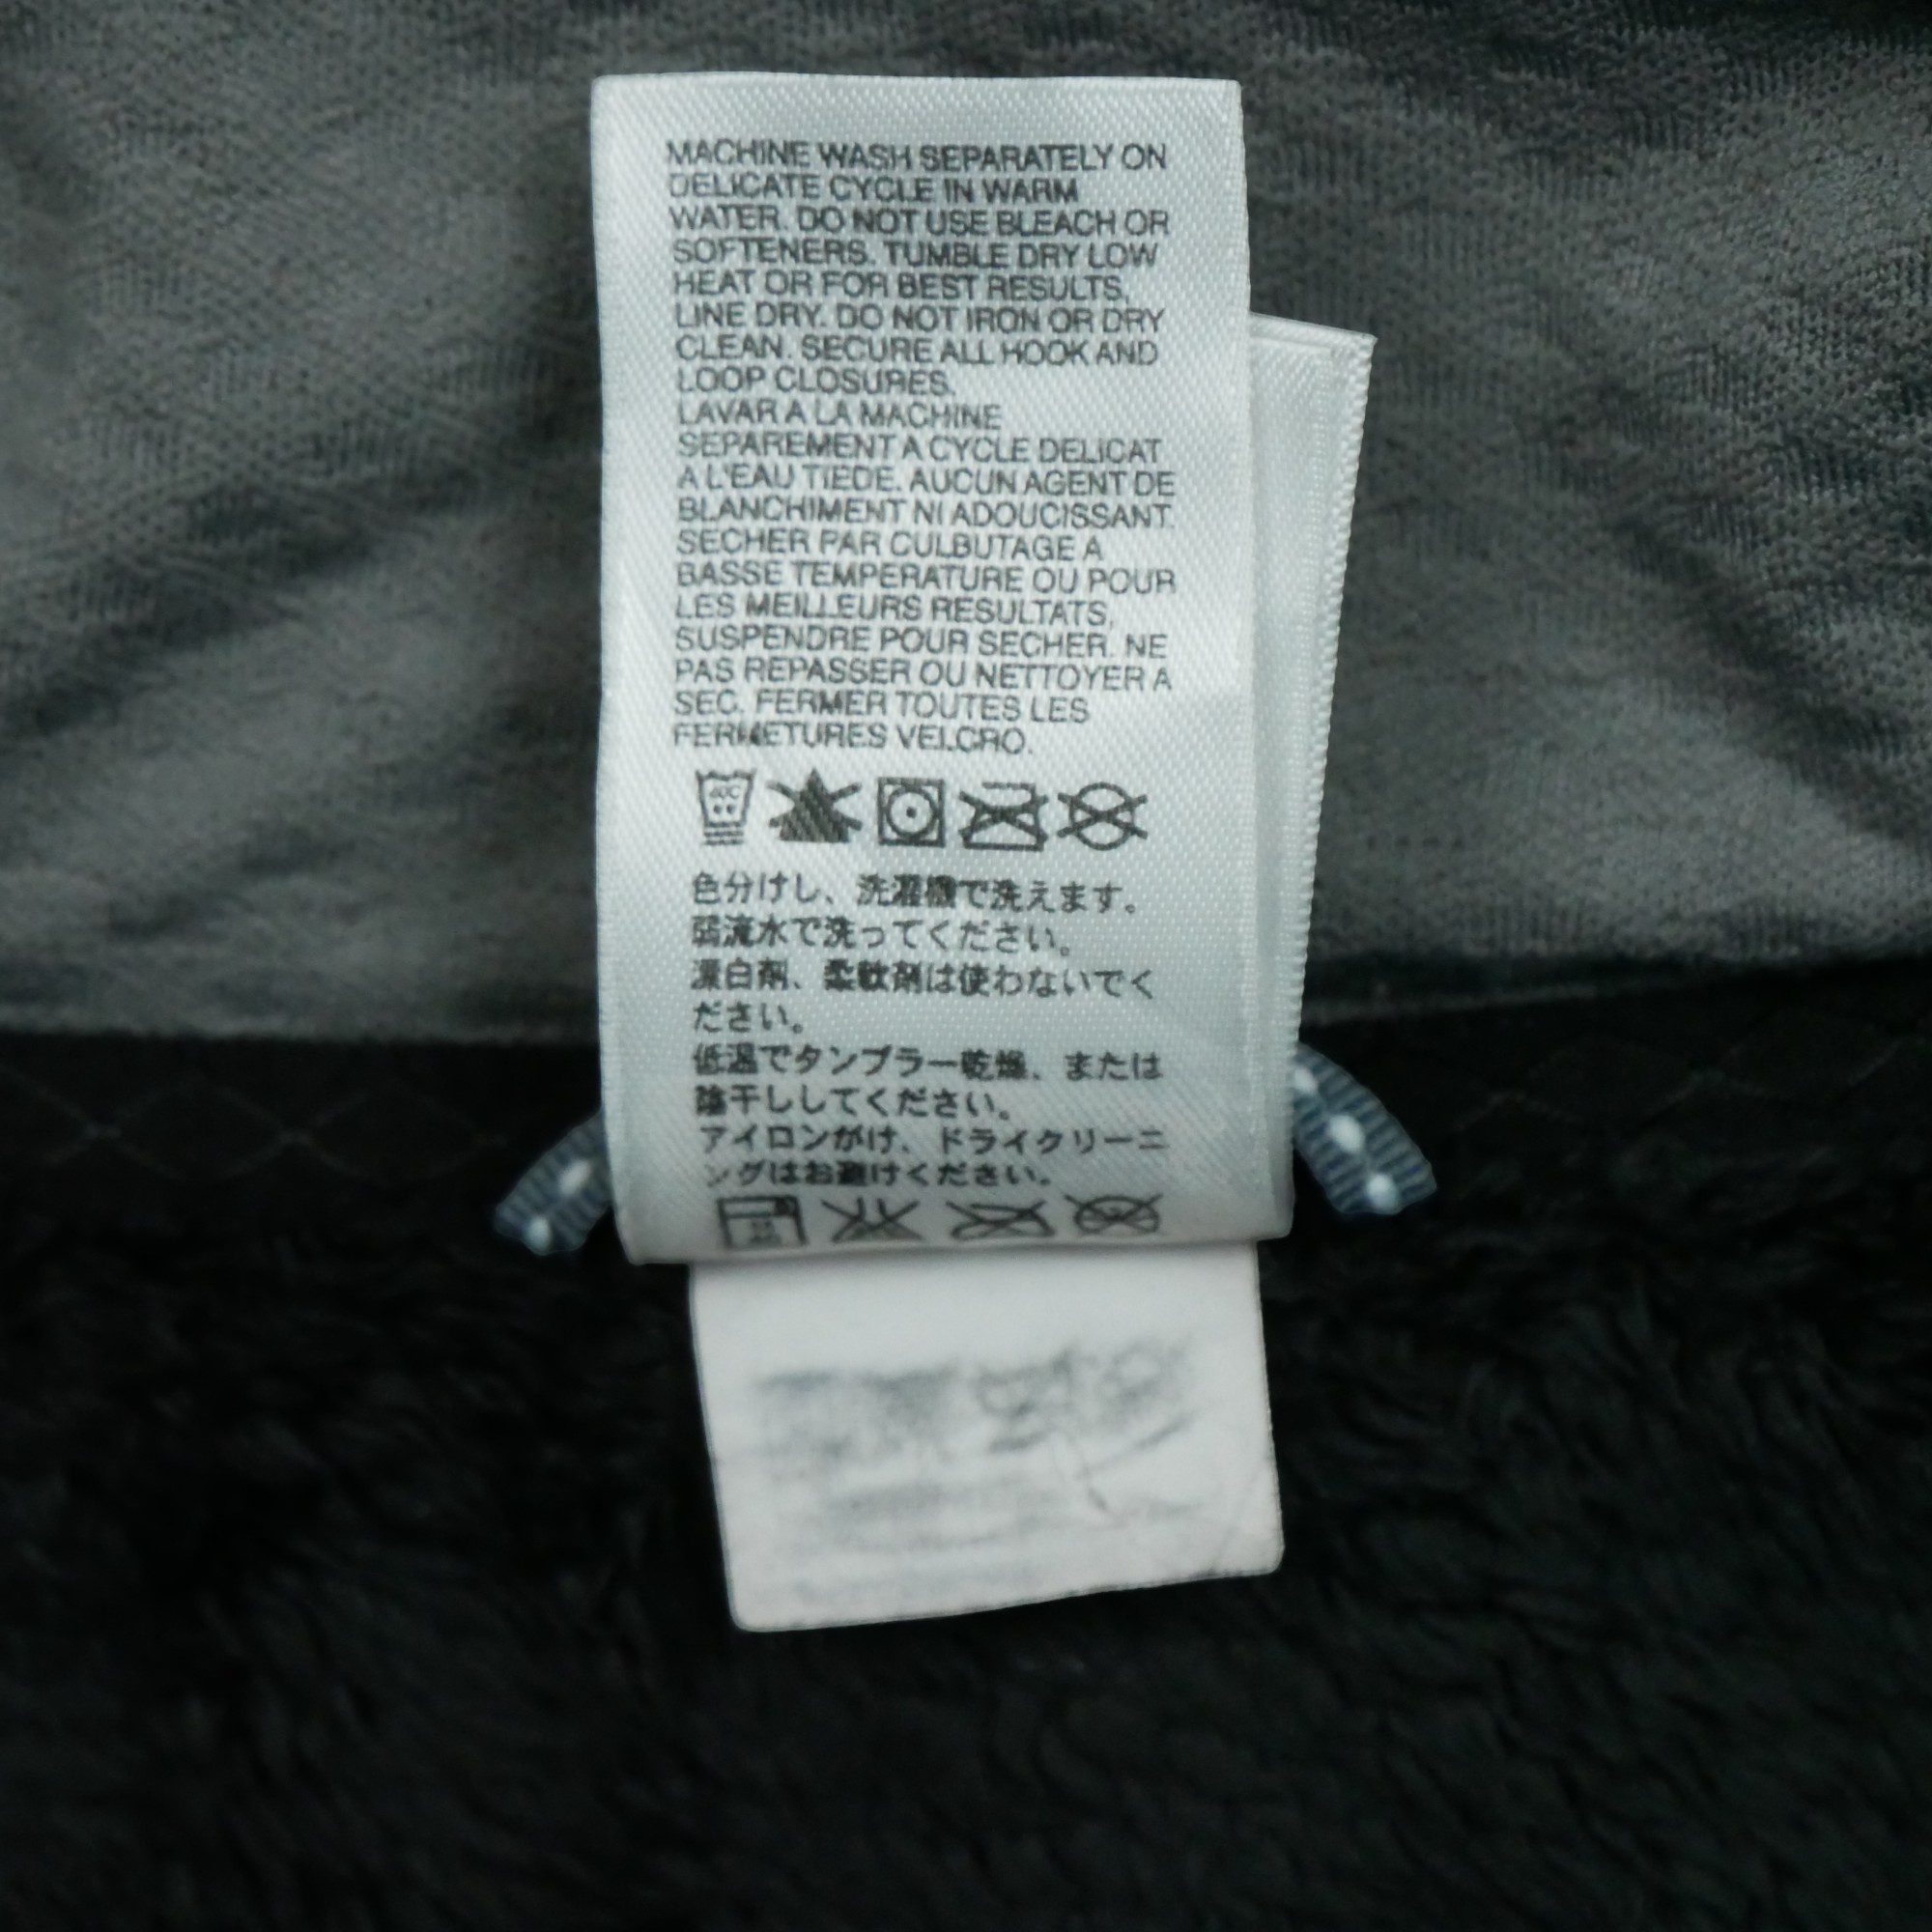 MACHINE WASH SEPARATELY ON
DELICATE CYCLE IN WARM
WATER. DO NOT USE BLEACH OR
SOFTENERS. TUMBLE DRY LOW
HEAT OR FOR BEST RESULTS,
LINE DRY. DO NOT IRON OR DRY
CLEAN. SECURE ALL HOOK AND
LOOP CLOSURES.
LAVAR A LA MACHINE
SEPAREMENT A CYCLE DELICAT
A L'EAU TIEDE. AUCUN AGENT DE
BLANCHIMENT NI ADOUCISSANT.
SECHER PAR CULBUTAGE A
BASSE TEMPERATURE OU POUR
LES MEILLEURS RESULTATS,
SUSPENDRE POUR SECHER. NE
PAS REPASSER OU NETTOYER A
SEC. FERMER TOUTES LES
FERMETURES VELCRO.
40C
色分けし、洗濯機で洗えます。
弱流水で洗ってください。
漂白剤、柔軟剤は使わないでく
ださい。
低温でタンブラー乾燥、または
陰干ししてください。
アイロンがけ、ドライクリーニ
ングはお避けください。